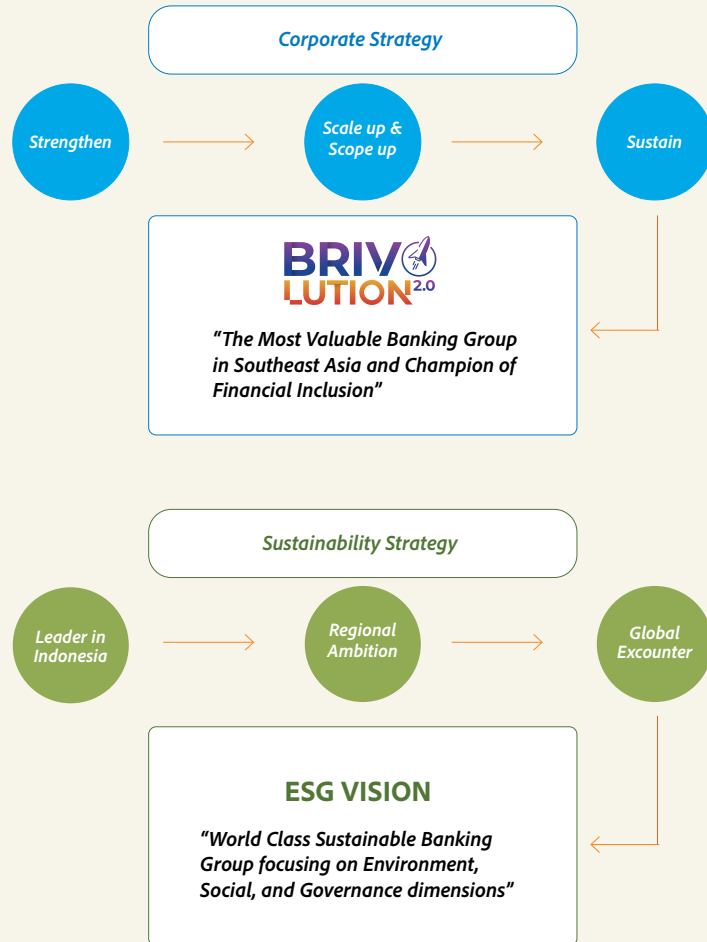 Corporate Strategy
Strengthen
Scale up &
Scope up
Sustain
BRIVO
LUTION 2.0
“The Most Valuable Banking Group
in Southeast Asia and Champion of
Financial Inclusion”
Sustainability Strategy
Leader in
Indonesia
Regional
Ambition
Global
Excounter
ESG VISION
“World Class Sustainable Banking
Group focusing on Environment,
Social, and Governance dimensions”